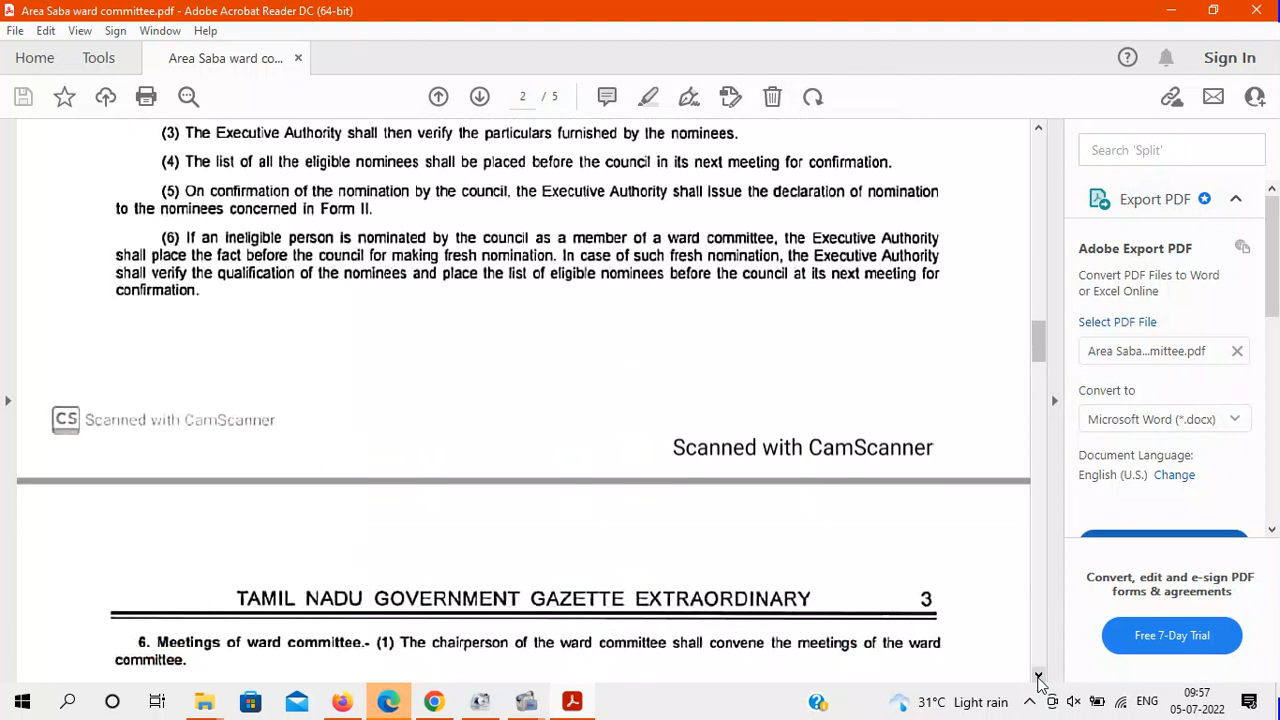 Area Saba ward committee.pdf - Adobe Acrobat Reader DC (64-bit)
File Edit View Sign Window Help
Home Tools Area Saba ward co... Sign In
2 / 5
(3) The Executive Authority shall then verify the particulars furnished by the nominees.
(4) The list of all the eligible nominees shall be placed before the council in its next meeting for confirmation.
(5) On confirmation of the nomination by the council, the Executive Authority shall issue the declaration of nomination
to the nominees concerned in Form II.
(6) If an ineligible person is nominated by the council as a member of a ward committee, the Executive Authority
shall place the fact before the council for making fresh nomination. In case of such fresh nomination, the Executive Authority
shall verify the qualification of the nominees and place the list of eligible nominees before the council at its next meeting for
confirmation.
CS Scanned with CamScanner
Scanned with CamScanner
TAMIL NADU GOVERNMENT GAZETTE EXTRAORDINARY 3
6. Meetings of ward committee.- (1) The chairperson of the ward committee shall convene the meetings of the ward
committee.
Search 'Split'
Export PDF
Adobe Export PDF
Convert PDF Files to Word
or Excel Online
Select PDF File
Area Saba...mittee.pdf
Convert to
Microsoft Word (*.docx)
Document Language:
English (U.S.) Change
Convert, edit and e-sign PDF
forms & agreements
Free 7-Day Trial
31°C Light rain
ENG
09:57
05-07-2022